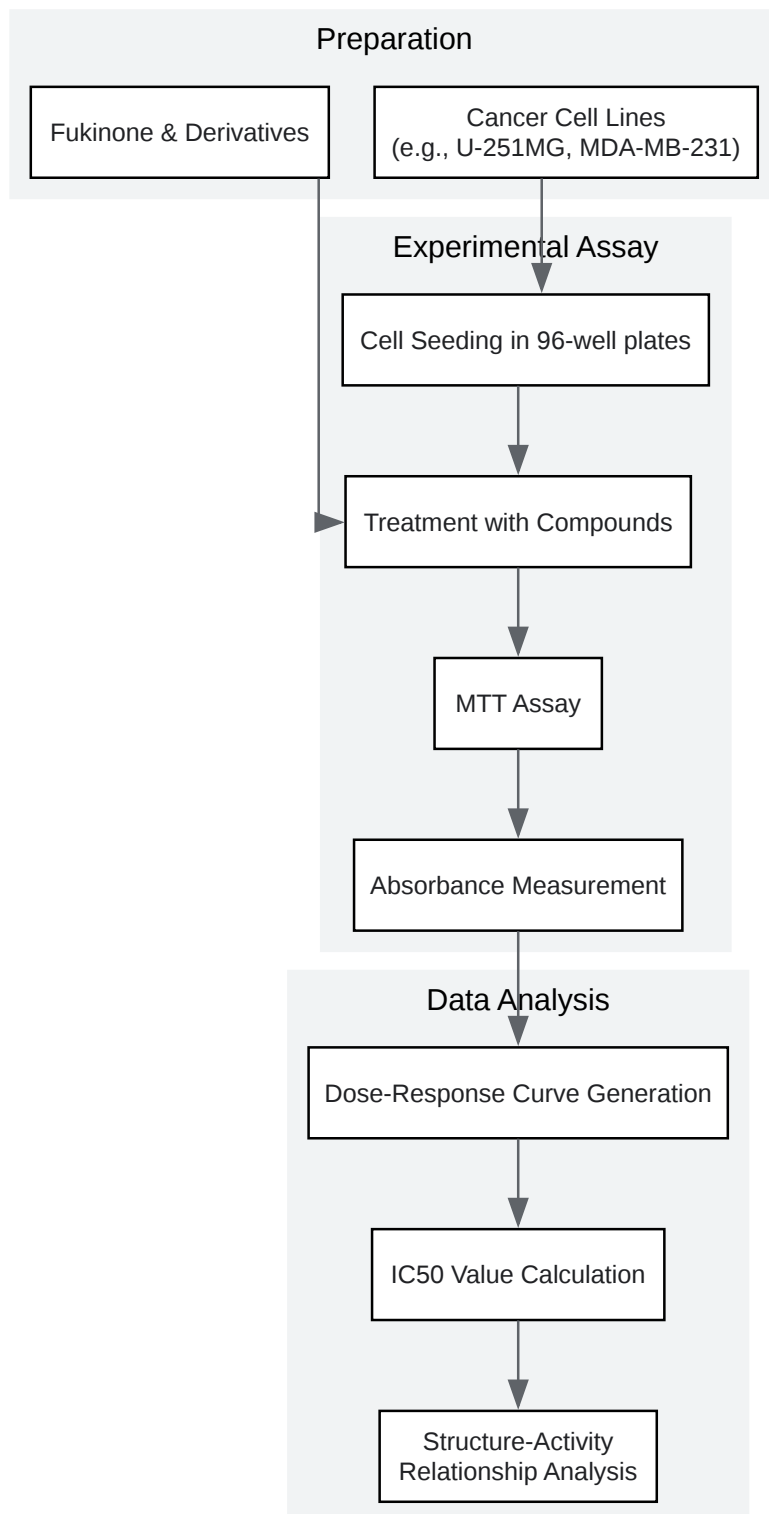 Preparation
Fukinone & Derivatives
Cancer Cell Lines
(e.g., U-251MG, MDA-MB-231)
Experimental Assay
Cell Seeding in 96-well plates
Treatment with Compounds
MTT Assay
Absorbance Measurement
Data Analysis
Dose-Response Curve Generation
IC50 Value Calculation
Structure-Activity
Relationship Analysis